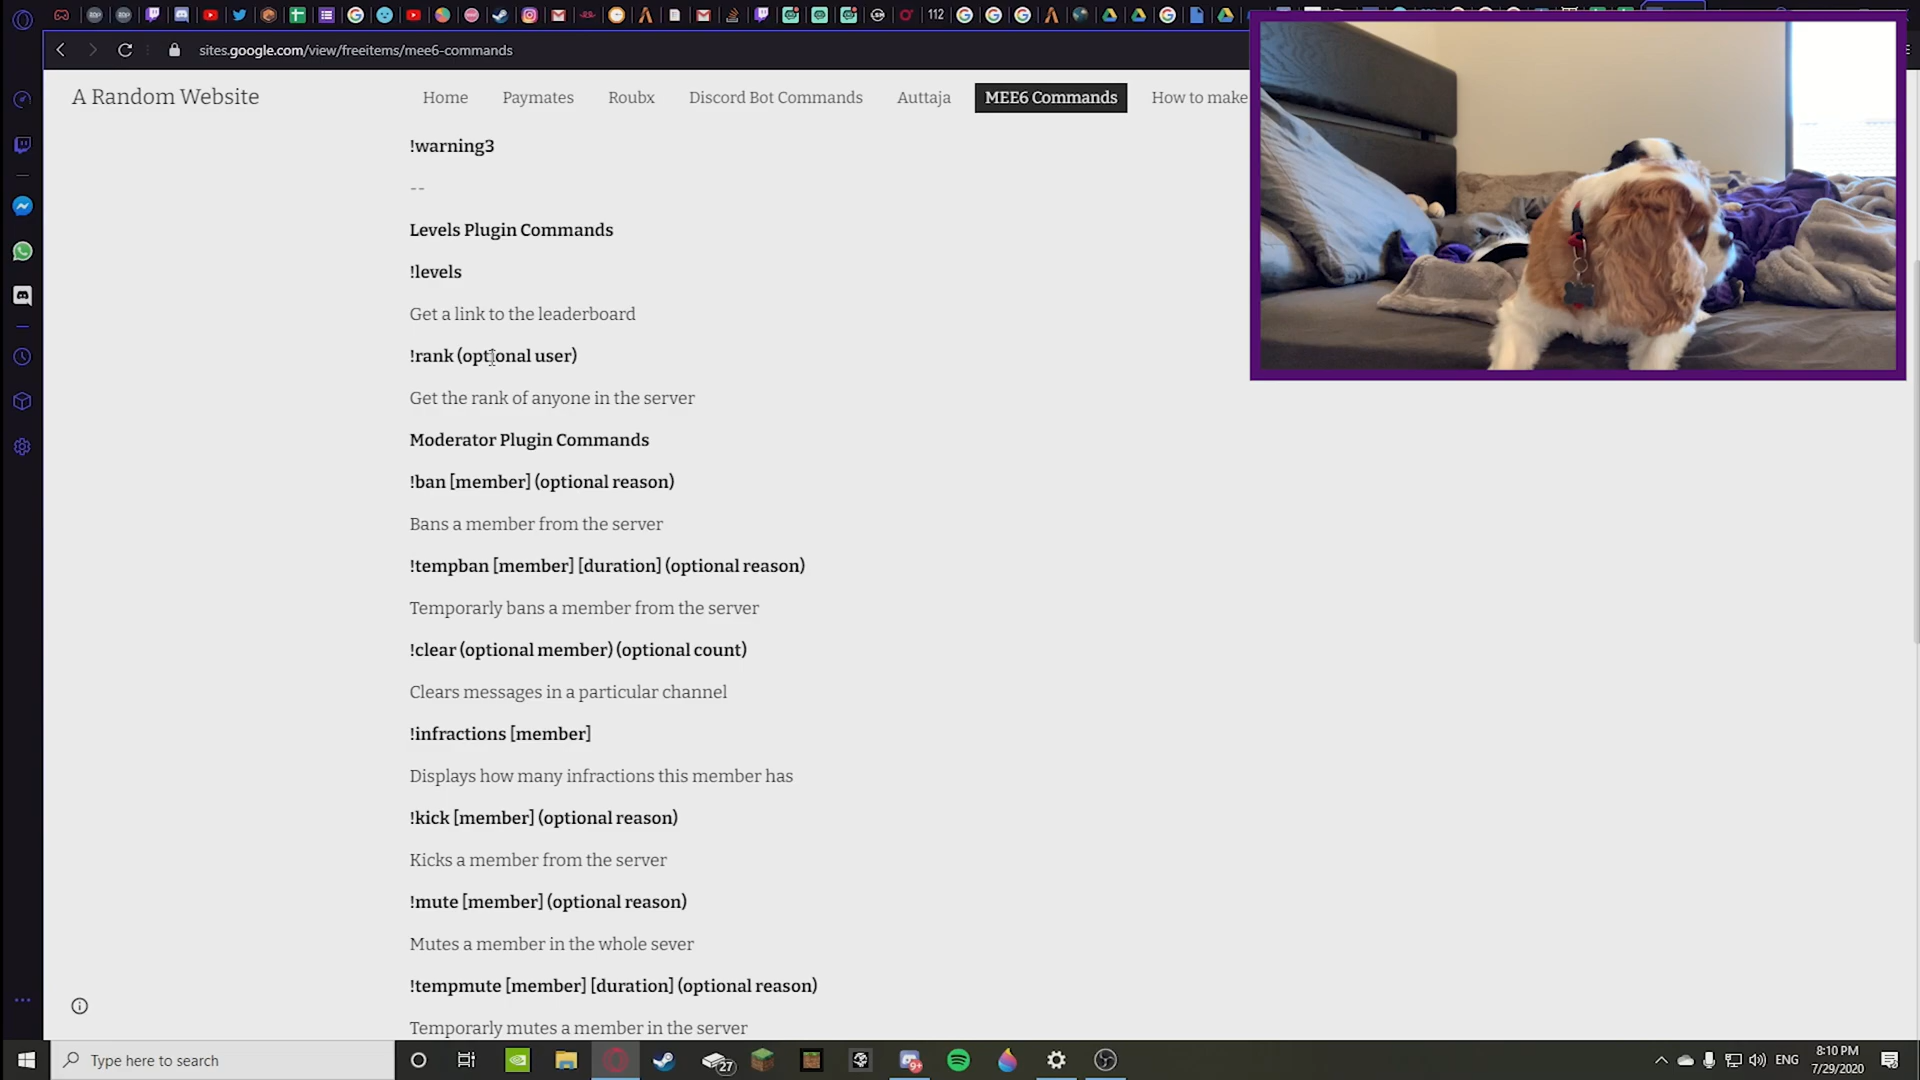 112
sites.google.com/view/freeitems/mee6-commands
A Random Website
Home
Paymates
Roubx
Discord Bot Commands
Auttaja
MEE6 Commands
How to make
!warning3
--
Levels Plugin Commands
!levels
Get a link to the leaderboard
!rank (optional user)
Get the rank of anyone in the server
Moderator Plugin Commands
!ban [member] (optional reason)
Bans a member from the server
!tempban [member] [duration] (optional reason)
Temporarly bans a member from the server
!clear (optional member) (optional count)
Clears messages in a particular channel
!infractions [member]
Displays how many infractions this member has
!kick [member] (optional reason)
Kicks a member from the server
!mute [member] (optional reason)
Mutes a member in the whole sever
!tempmute [member] [duration] (optional reason)
Temporarly mutes a member in the server
Type here to search
27
9+
ENG
8:10 PM
7/29/2020